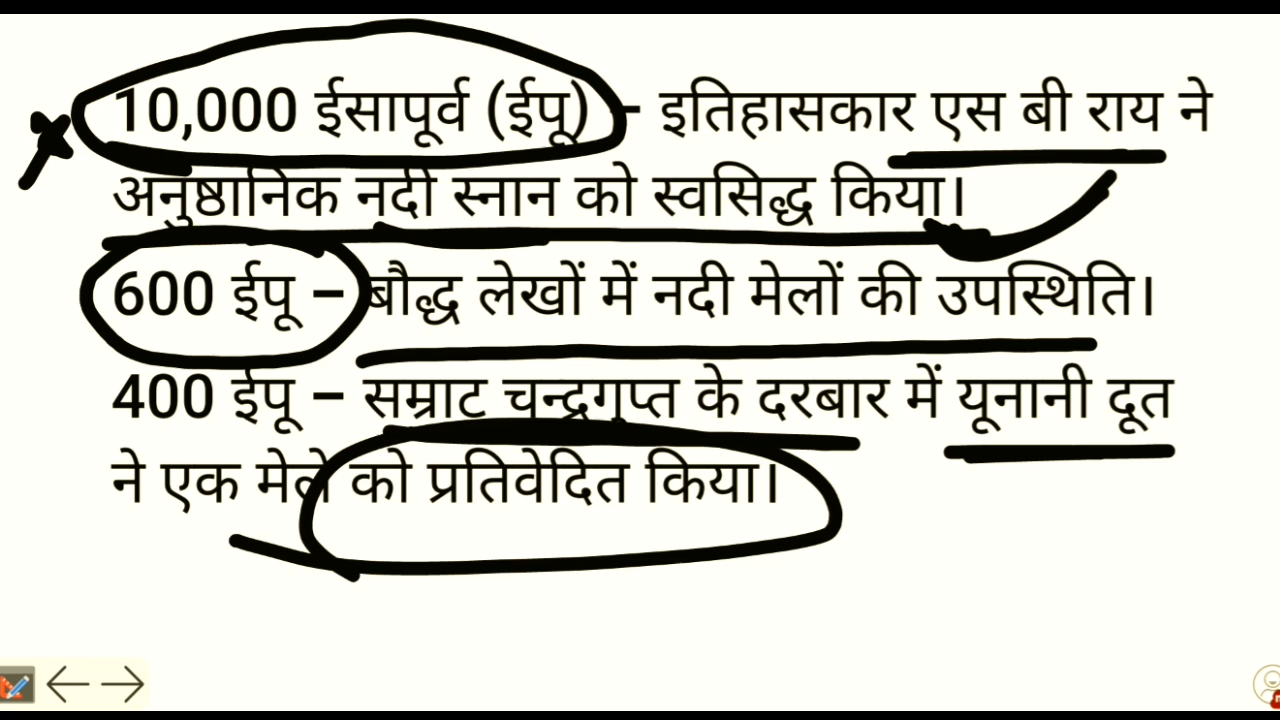 10,000 ईसापूर्व (ईपू) - इतिहासकार एस बी राय ने
अनुष्ठानिक नदी स्नान को स्वसिद्ध किया।
600 ईपू – बौद्ध लेखों में नदी मेलों की उपस्थिति।
400 ईपू – सम्राट चन्द्रगुप्त के दरबार में यूनानी दूत
ने एक मेले को प्रतिवेदित किया।